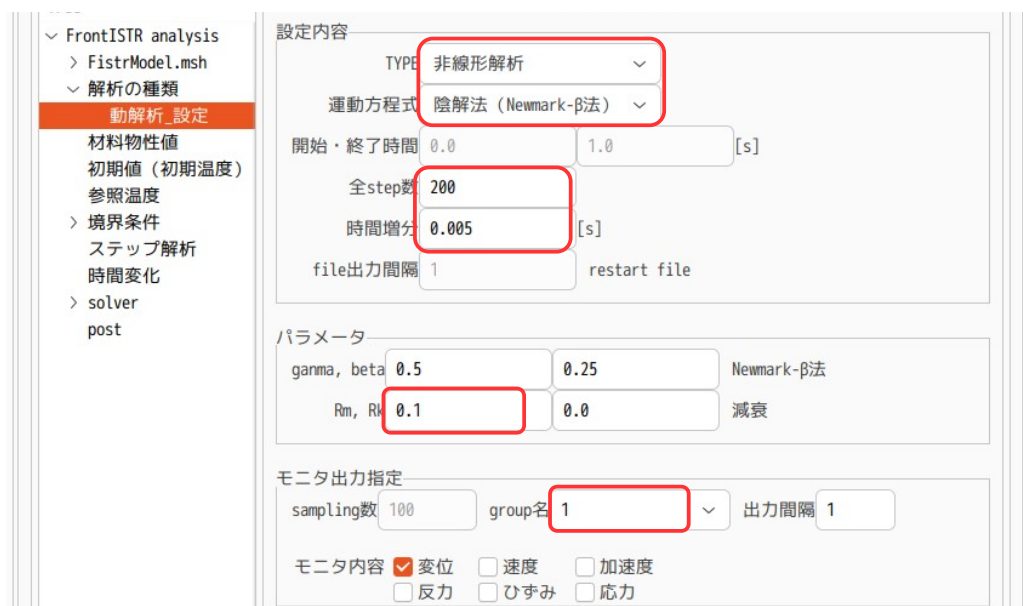 FrontISTR analysis
FistrModel.msh
解析の種類
動解析_設定
材料物性値
初期値（初期温度）
参照温度
境界条件
ステップ解析
時間変化
solver
post
設定内容
TYPE 非線形解析
運動方程式 陰解法（Newmark-β法）
開始・終了時間 0.0 1.0 [s]
全step数 200
時間増分 0.005 [s]
file出力間隔 1 restart file
パラメータ
ganma, beta 0.5 0.25 Newmark-β法
Rm, Rk 0.1 0.0 減衰
モニタ出力指定
sampling数 100 group名 1 出力間隔 1
モニタ内容 変位 速度 加速度
反力 ひずみ 応力